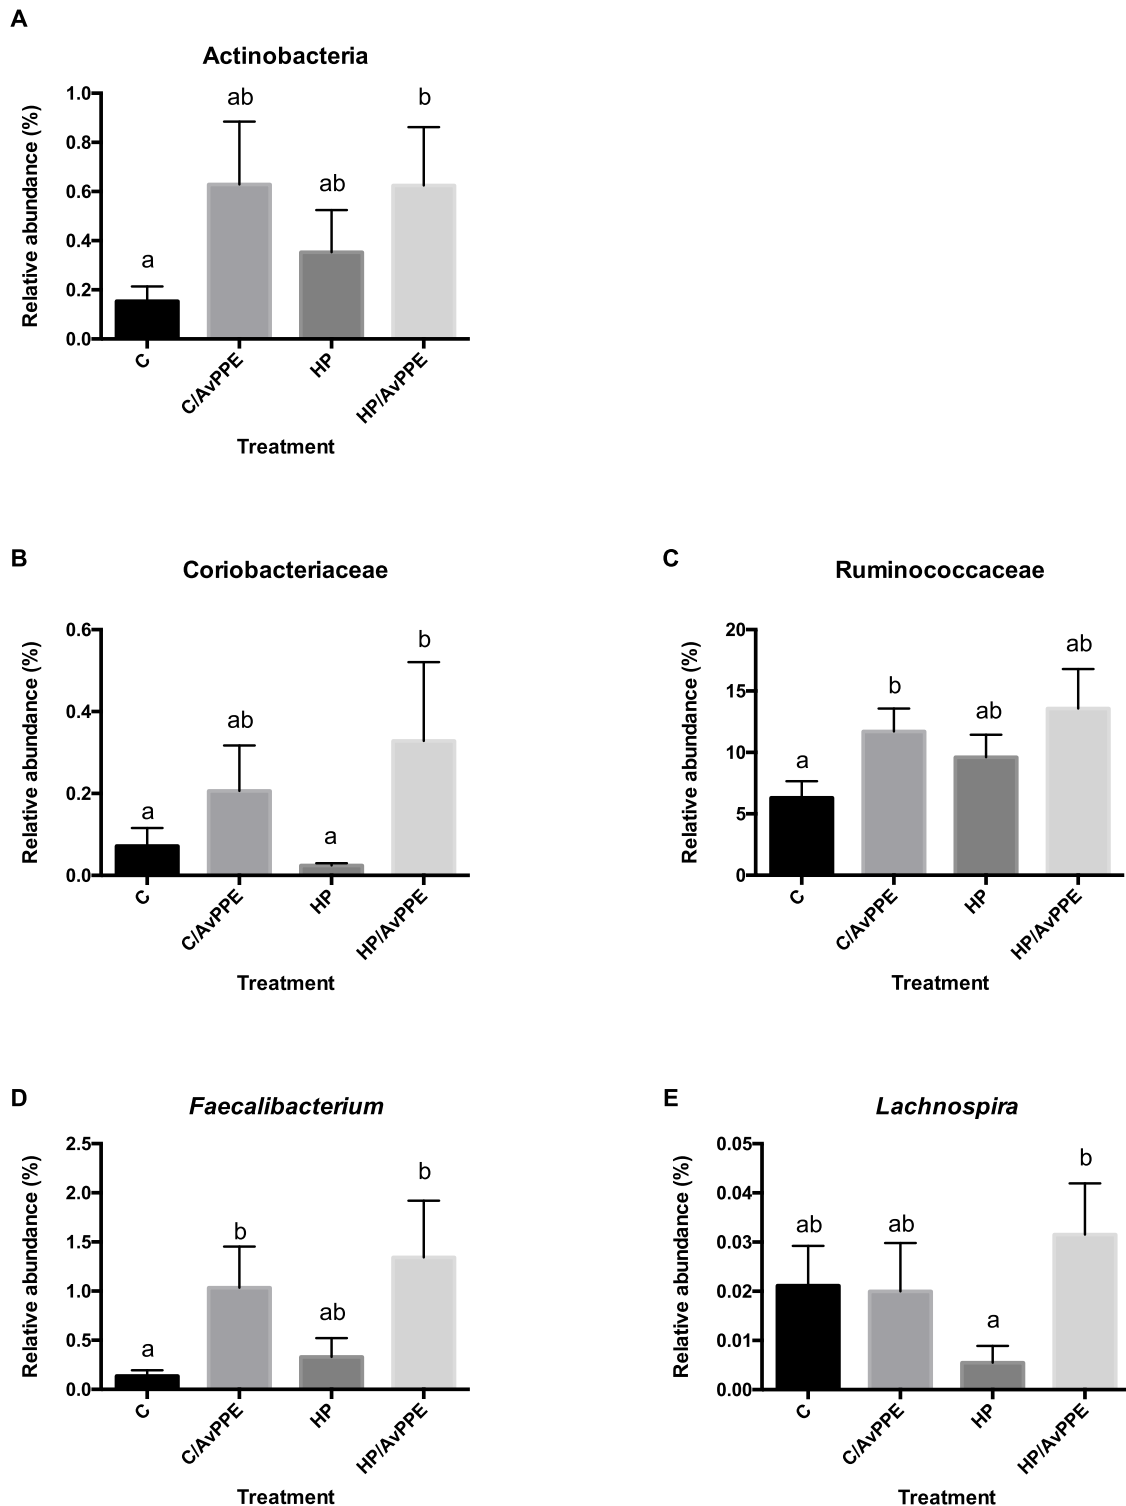 A
Actinobacteria
Relative abundance (%)
1.0
0.8
0.6
0.4
0.2
0.0
a
ab
ab
b
C
C/AvPPE
HP
HP/AvPPE
Treatment
B
Coriobacteriaceae
Relative abundance (%)
0.6
0.4
0.2
0.0
a
ab
a
b
C
C/AvPPE
HP
HP/AvPPE
Treatment
C
Ruminococcaceae
Relative abundance (%)
20
15
10
5
0
a
b
ab
ab
C
C/AvPPE
HP
HP/AvPPE
Treatment
D
Faecalibacterium
Relative abundance (%)
2.5
2.0
1.5
1.0
0.5
0.0
a
b
ab
b
C
C/AvPPE
HP
HP/AvPPE
Treatment
E
Lachnospira
Relative abundance (%)
0.05
0.04
0.03
0.02
0.01
0.00
ab
ab
a
b
C
C/AvPPE
HP
HP/AvPPE
Treatment